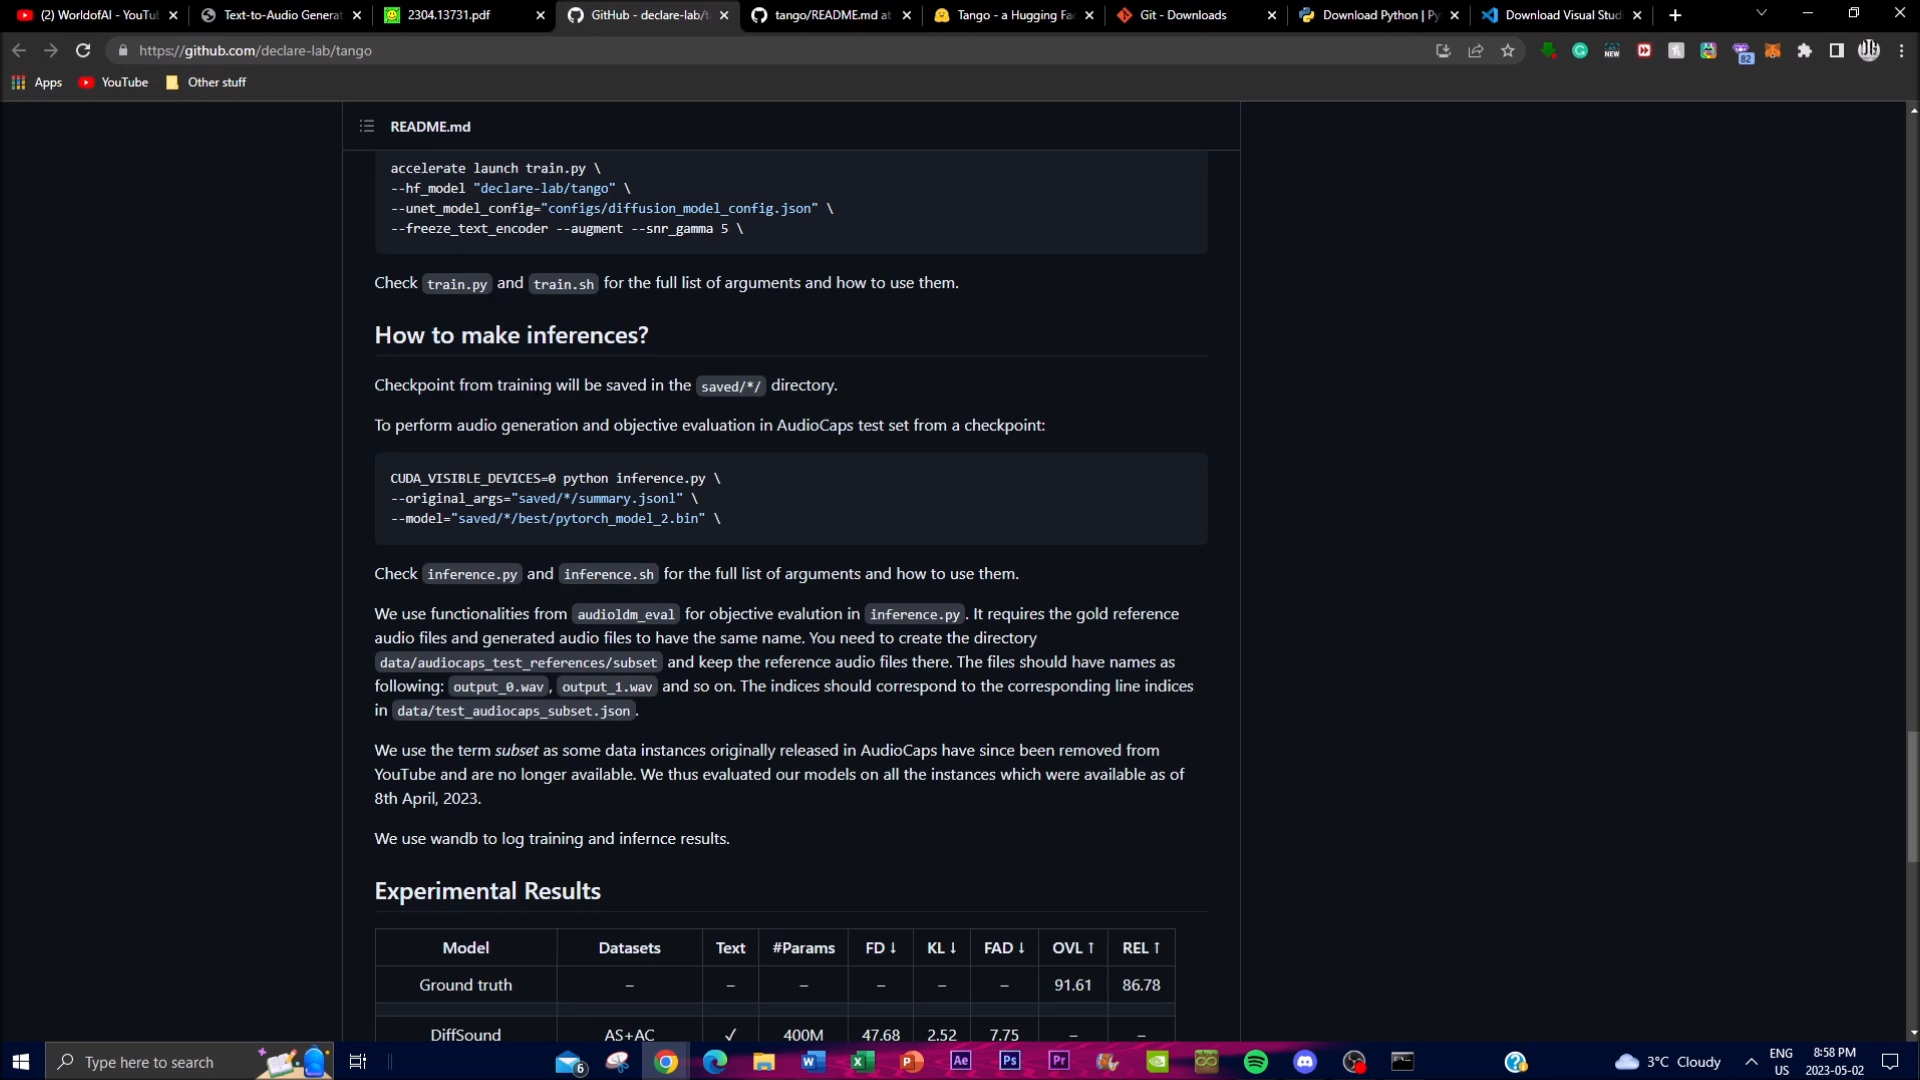 (2) WorldofAI - YouTu
Text-to-Audio Generat
2304.13731.pdf
GitHub - declare-lab/t
tango/README.md at
Tango - a Hugging Fac
Git - Downloads
Download Python | Py
Download Visual Stud
https://github.com/declare-lab/tango
NEW
82
Apps
YouTube
Other stuff
README.md
accelerate launch train.py \
--hf_model "declare-lab/tango" \
--unet_model_config="configs/diffusion_model_config.json" \
--freeze_text_encoder --augment --snr_gamma 5 \
Check train.py and train.sh for the full list of arguments and how to use them.
How to make inferences?
Checkpoint from training will be saved in the saved/*/ directory.
To perform audio generation and objective evaluation in AudioCaps test set from a checkpoint:
CUDA_VISIBLE_DEVICES=0 python inference.py \
--original_args="saved/*/summary.jsonl" \
--model="saved/*/best/pytorch_model_2.bin" \
Check inference.py and inference.sh for the full list of arguments and how to use them.
We use functionalities from audioldm_eval for objective evalution in inference.py. It requires the gold reference
audio files and generated audio files to have the same name. You need to create the directory
data/audiocaps_test_references/subset and keep the reference audio files there. The files should have names as
following: output_0.wav, output_1.wav and so on. The indices should correspond to the corresponding line indices
in data/test_audiocaps_subset.json.
We use the term subset as some data instances originally released in AudioCaps have since been removed from
YouTube and are no longer available. We thus evaluated our models on all the instances which were available as of
8th April, 2023.
We use wandb to log training and infernce results.
Experimental Results
Model Datasets Text #Params FD ↓ KL ↓ FAD ↓ OVL ↑ REL ↑
Ground truth – – – – – – 91.61 86.78
DiffSound AS+AC ✓ 400M 47.68 2.52 7.75 – –
Type here to search
6
W
X
P
Ae
Ps
Pr
3°C Cloudy
ENG
US
8:58 PM
2023-05-02